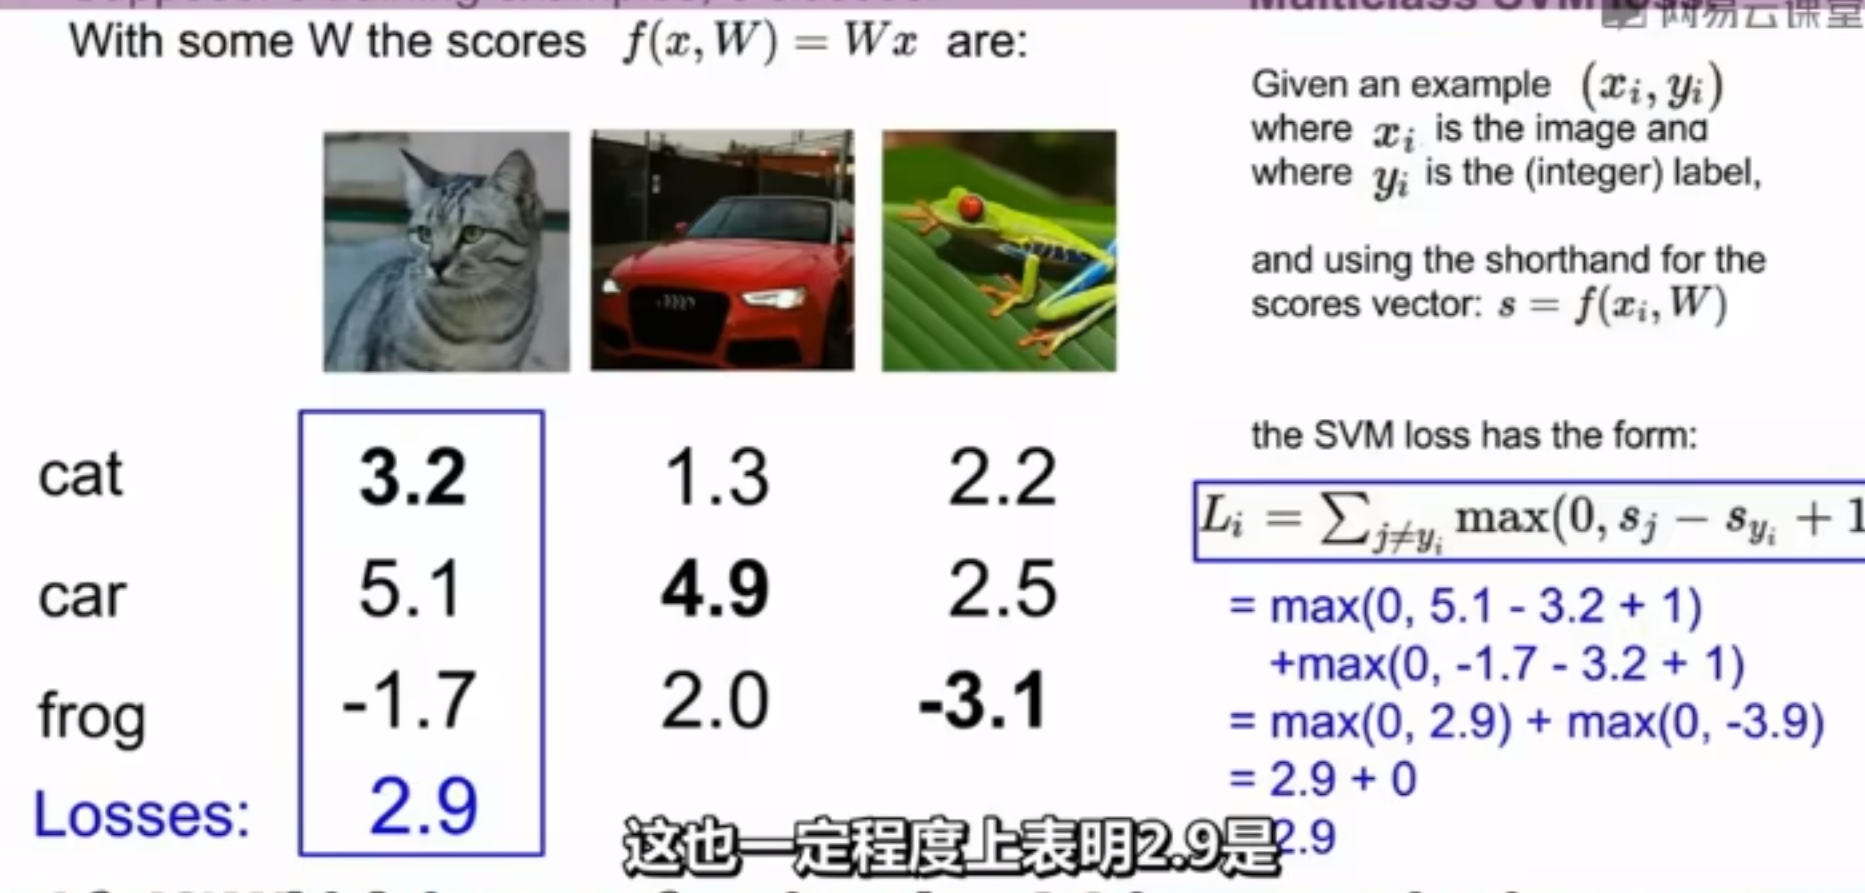 With some W the scores f(x, W) = Wx are:
cat 3.2 1.3 2.2
car 5.1 4.9 2.5
frog -1.7 2.0 -3.1
Losses: 2.9
Multiclass SVM loss:
网易云课堂
Given an example (x_i, y_i)
where x_i is the image and
where y_i is the (integer) label,
and using the shorthand for the
scores vector: s = f(x_i, W)
the SVM loss has the form:
L_i = ∑_{j≠y_i} max(0, s_j − s_{y_i} + 1
= max(0, 5.1 - 3.2 + 1)
+max(0, -1.7 - 3.2 + 1)
= max(0, 2.9) + max(0, -3.9)
= 2.9 + 0
2.9
这也一定程度上表明2.9是